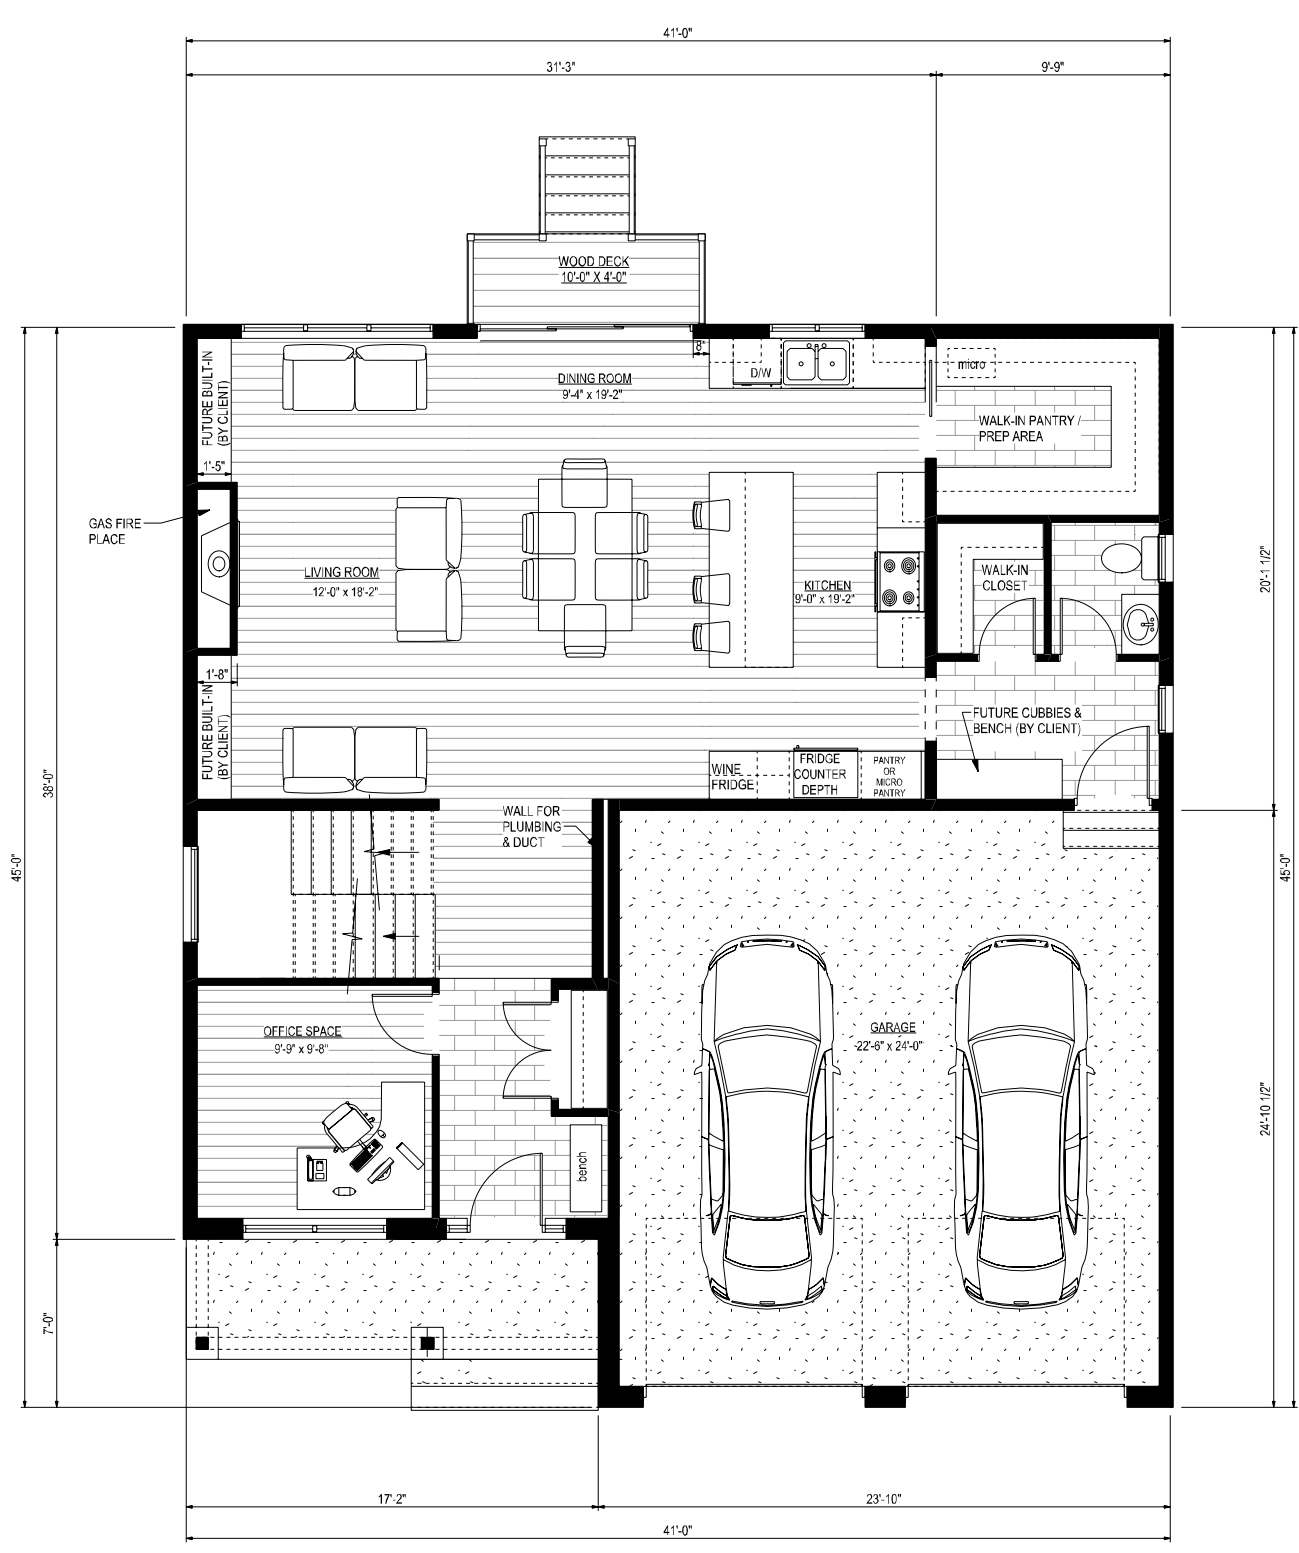 41'-0"
31'-3"
9'-9"
WOOD DECK
10'-0" X 4'-0"
8"
FUTURE BUILT-IN
(BY CLIENT)
1'-5"
DINING ROOM
9'-4" x 19'-2"
D/W
micro
WALK-IN PANTRY /
PREP AREA
GAS FIRE
PLACE
LIVING ROOM
12'-0" x 18'-2"
KITCHEN
9'-0" x 19'-2"
WALK-IN
CLOSET
20'-1 1/2"
1'-8"
FUTURE BUILT-IN
(BY CLIENT)
FUTURE CUBBIES &
BENCH (BY CLIENT)
WINE
FRIDGE
FRIDGE
COUNTER
DEPTH
PANTRY
OR
MICRO
PANTRY
38'-0"
45'-0"
WALL FOR
PLUMBING
& DUCT
45'-0"
OFFICE SPACE
9'-9" x 9'-8"
GARAGE
22'-6" x 24'-0"
24'-10 1/2"
bench
7'-0"
17'-2"
23'-10"
41'-0"